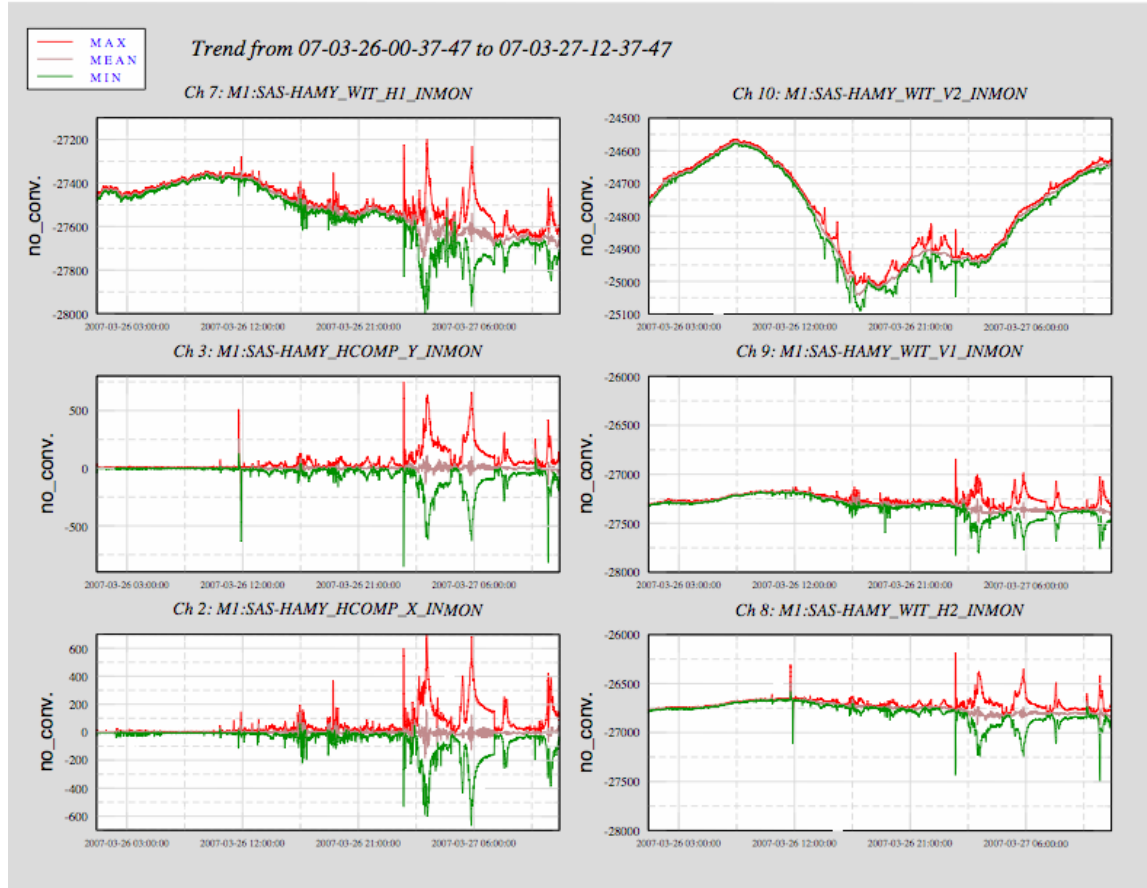 MAX
MEAN
MIN
Trend from 07-03-26-00-37-47 to 07-03-27-12-37-47
Ch 7: M1:SAS-HAMY_WIT_H1_INMON
no_conv.
-27200
-27400
-27600
-27800
-28000
2007-03-26 03:00:00 2007-03-26 12:00:00 2007-03-26 21:00:00 2007-03-27 06:00:00
Ch 10: M1:SAS-HAMY_WIT_V2_INMON
no_conv.
-24500
-24600
-24700
-24800
-24900
-25000
-25100
2007-03-26 03:00:00 2007-03-26 12:00:00 2007-03-26 21:00:00 2007-03-27 06:00:00
Ch 3: M1:SAS-HAMY_HCOMP_Y_INMON
no_conv.
500
0
-500
2007-03-26 03:00:00 2007-03-26 12:00:00 2007-03-26 21:00:00 2007-03-27 06:00:00
Ch 9: M1:SAS-HAMY_WIT_V1_INMON
no_conv.
-26000
-26500
-27000
-27500
-28000
2007-03-26 03:00:00 2007-03-26 12:00:00 2007-03-26 21:00:00 2007-03-27 06:00:00
Ch 2: M1:SAS-HAMY_HCOMP_X_INMON
no_conv.
600
400
200
0
-200
-400
-600
2007-03-26 03:00:00 2007-03-26 12:00:00 2007-03-26 21:00:00 2007-03-27 06:00:00
Ch 8: M1:SAS-HAMY_WIT_H2_INMON
no_conv.
-26000
-26500
-27000
-27500
-28000
2007-03-26 03:00:00 2007-03-26 12:00:00 2007-03-26 21:00:00 2007-03-27 06:00:00